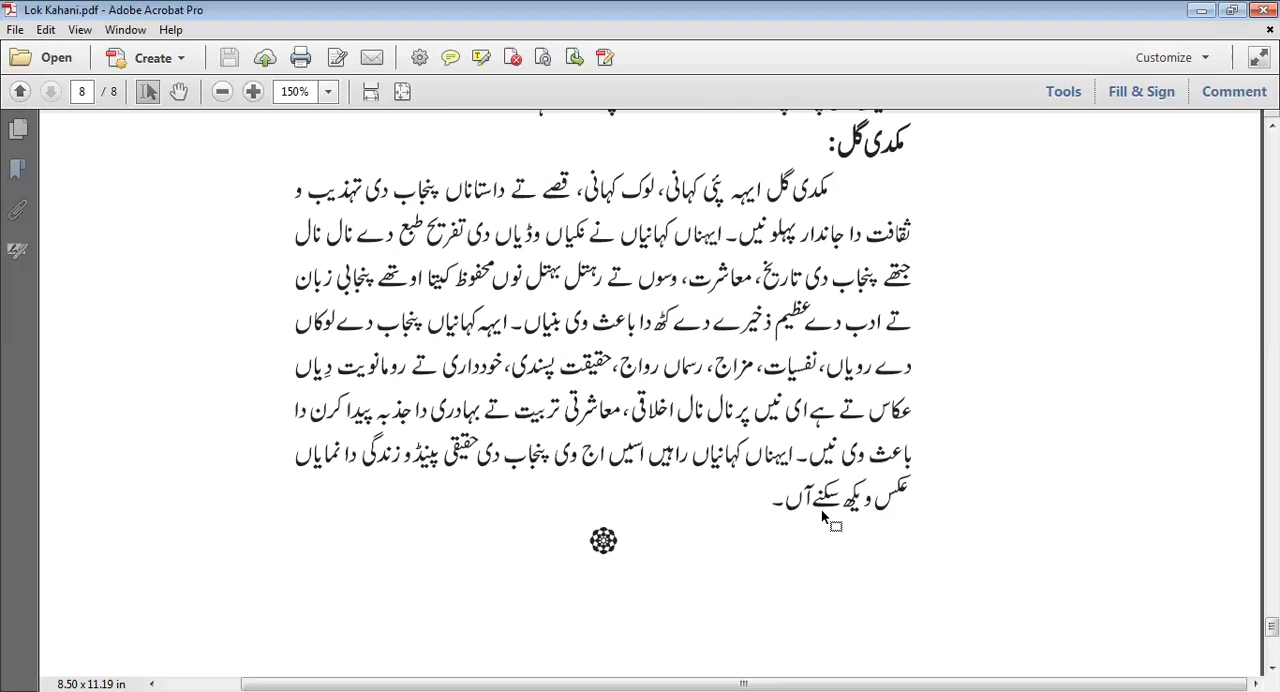 Lok Kahani.pdf - Adobe Acrobat Pro
File Edit View Window Help
Open Create Customize
8 / 8 150% Tools Fill & Sign Comment
مکدی گل:
مکدی گل ایہہ پئی کہانی، لوک کہانی، قصے تے داستاناں پنجاب دی تہذیب و
ثقافت دا جاندار پہلو نیں۔ ایہناں کہانیاں نے نکیاں وڈیاں دی تفریح طبع دے نال نال
جتھے پنجاب دی تاریخ، معاشرت، وسوں تے رہتل بہتل نوں محفوظ کیتا اوتھے پنجابی زبان
تے ادب دے عظیم ذخیرے دے کٹھ دا باعث وی بنیاں۔ ایہہ کہانیاں پنجاب دے لوکاں
دے رویاں، نفسیات، مزاج، رسماں رواج، حقیقت پسندی، خودداری تے رومانویت دِیاں
عکاس تے ہے ای نیں پر نال نال اخلاقی، معاشرتی تربیت تے بہادری دا جذبہ پیدا کرن دا
باعث وی نیں۔ ایہناں کہانیاں راہیں اسیں اج وی پنجاب دی حقیقی پینڈو زندگی دا نمایاں
عکس ویکھ سکنے آں۔
8.50 x 11.19 in